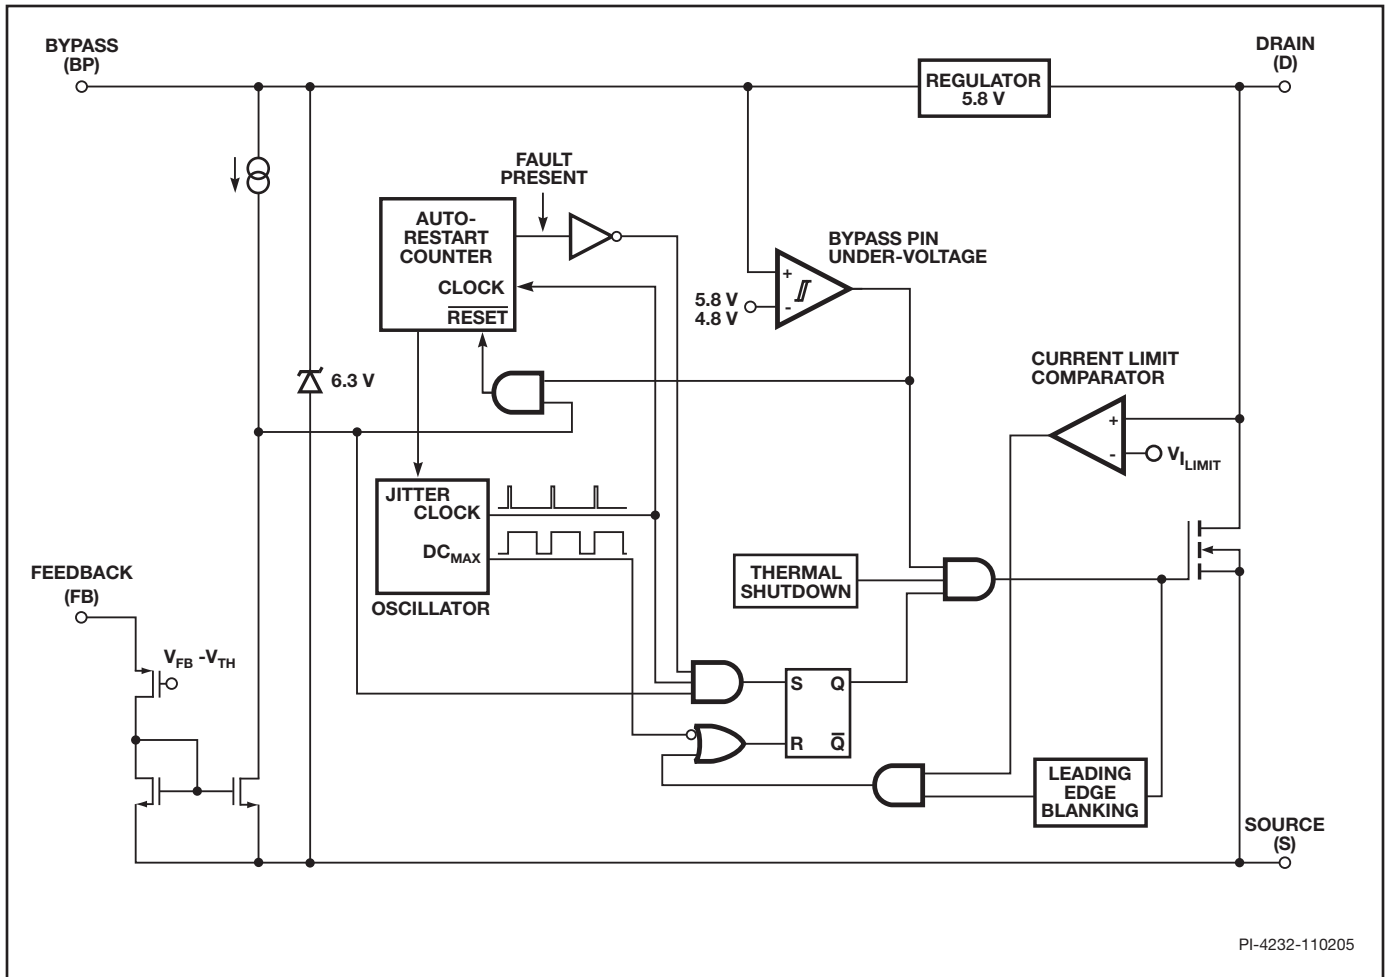 BYPASS
(BP)
DRAIN
(D)
REGULATOR
5.8 V
FAULT
PRESENT
AUTO-
RESTART
COUNTER
CLOCK
RESET
BYPASS PIN
UNDER-VOLTAGE
+
-
5.8 V
4.8 V
6.3 V
CURRENT LIMIT
COMPARATOR
+
-
VILIMIT
JITTER
CLOCK
DCMAX
OSCILLATOR
THERMAL
SHUTDOWN
FEEDBACK
(FB)
VFB -VTH
S Q
R Q̅
LEADING
EDGE
BLANKING
SOURCE
(S)
PI-4232-110205